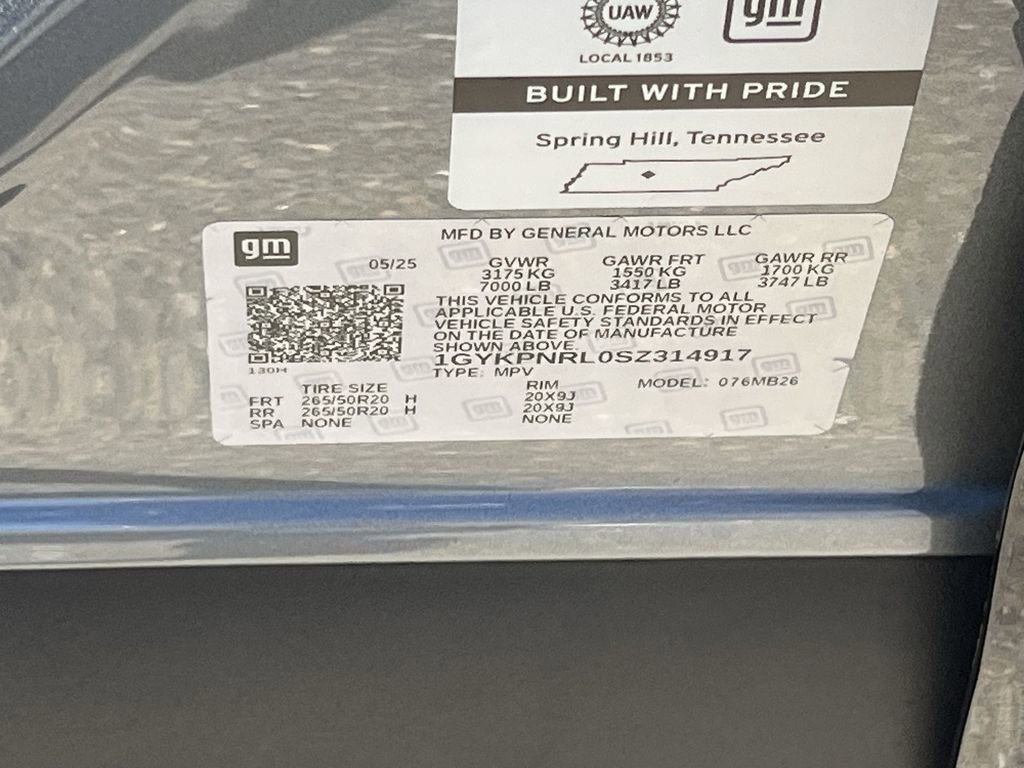 UAW
gm
LOCAL 1853
BUILT WITH PRIDE
Spring Hill, Tennessee
gm
MFD BY GENERAL MOTORS LLC
05/25
GVWR GAWR FRT GAWR RR
3175 KG 1550 KG 1700 KG
7000 LB 3417 LB 3747 LB
THIS VEHICLE CONFORMS TO ALL
APPLICABLE U.S. FEDERAL MOTOR
VEHICLE SAFETY STANDARDS IN EFFECT
ON THE DATE OF MANUFACTURE
SHOWN ABOVE.
1GYKPNRL0SZ314917
130H
TYPE: MPV
TIRE SIZE RIM MODEL: 076MB26
FRT 265/50R20 H 20X9J
RR 265/50R20 H 20X9J
SPA NONE NONE